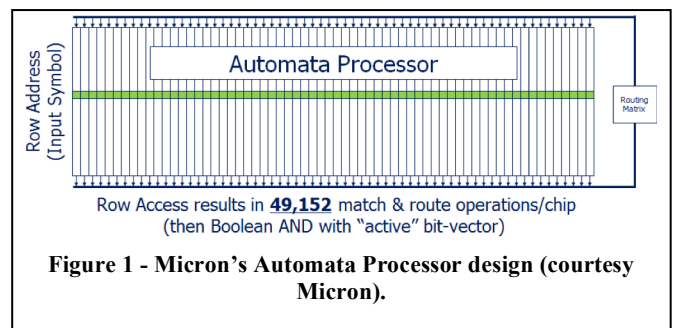 Automata Processor
Row Address
(Input Symbol)
Routing
Matrix
Row Access results in 49,152 match & route operations/chip
(then Boolean AND with “active” bit-vector)
Figure 1 - Micron’s Automata Processor design (courtesy
Micron).